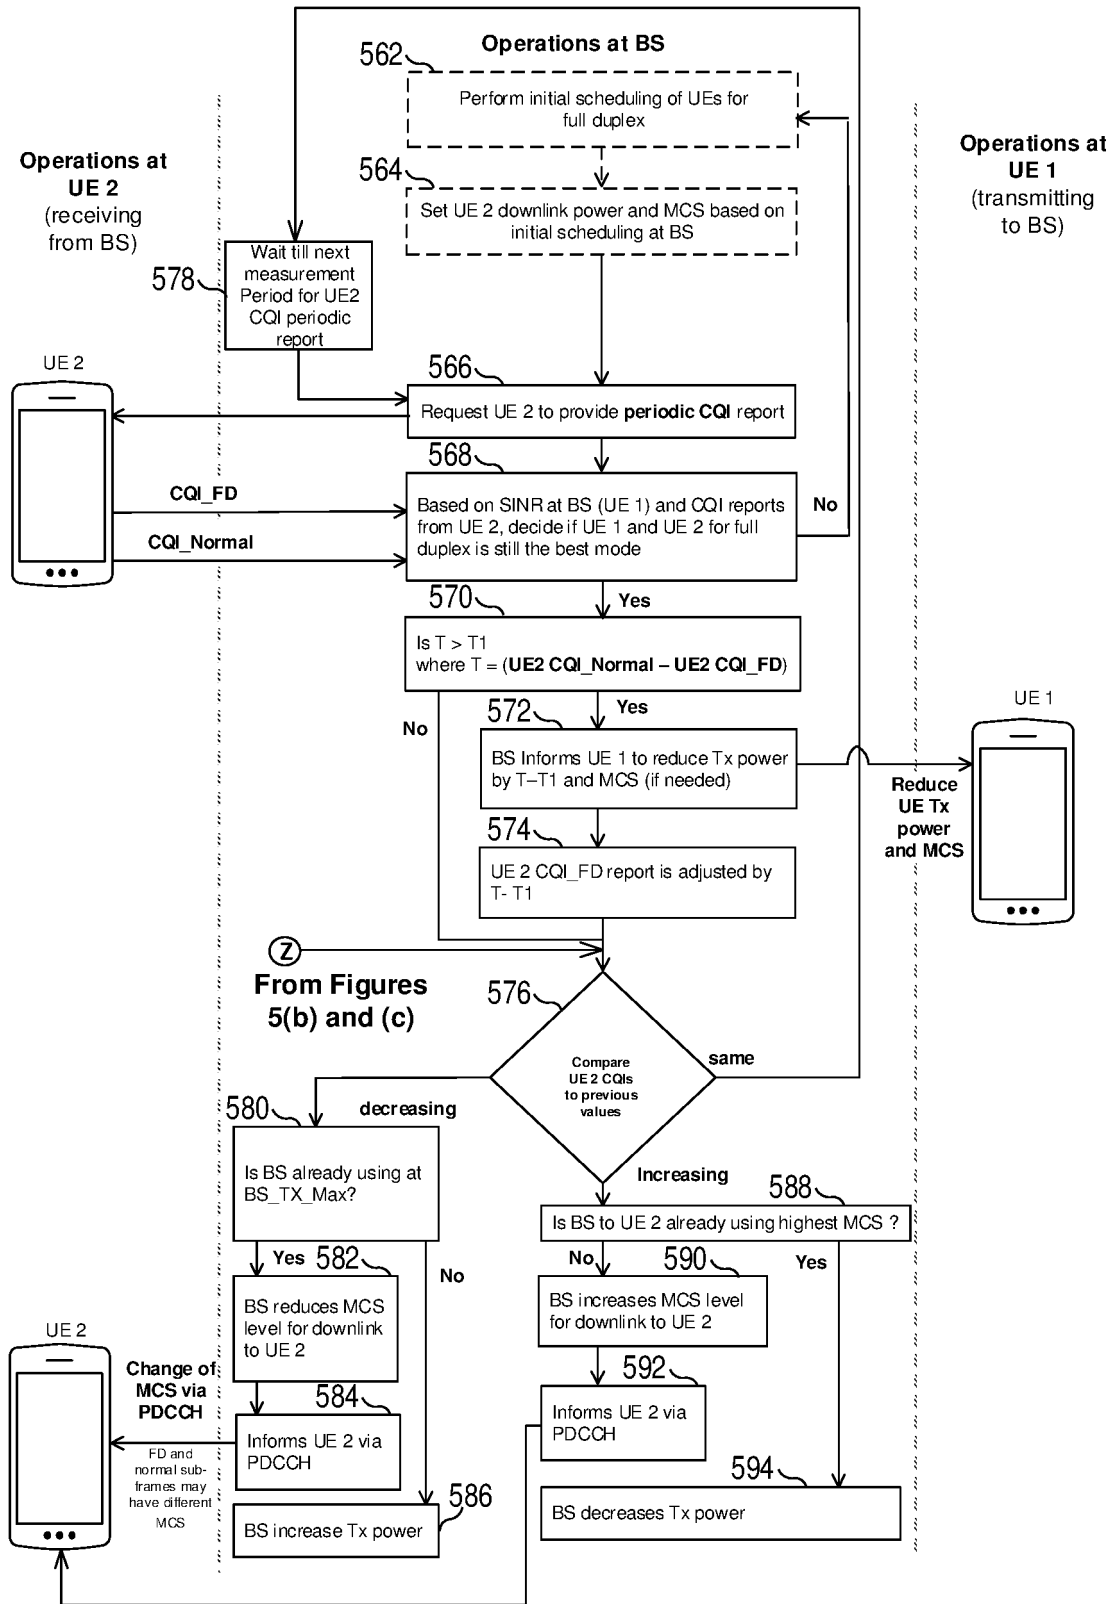 Operations at BS
562
Perform initial scheduling of UEs for
full duplex
Operations at
UE 2
(receiving
from BS)
Operations at
UE 1
(transmitting
to BS)
564
Set UE 2 downlink power and MCS based on
initial scheduling at BS
578
Wait till next
measurement
Period for UE2
CQI periodic
report
UE 2
566
Request UE 2 to provide periodic CQI report
568
CQI_FD
CQI_Normal
Based on SINR at BS (UE 1) and CQI reports
from UE 2, decide if UE 1 and UE 2 for full
duplex is still the best mode
No
570
Yes
Is T > T1
where T = (UE2 CQI_Normal – UE2 CQI_FD)
No
572
Yes
UE 1
BS Informs UE 1 to reduce Tx power
by T–T1 and MCS (if needed)
Reduce
UE Tx
power
and MCS
574
UE 2 CQI_FD report is adjusted by
T- T1
Z
From Figures
5(b) and (c)
576
Compare
UE 2 CQIs
to previous
values
same
decreasing
580
Is BS already using at
BS_TX_Max?
Increasing
588
Is BS to UE 2 already using highest MCS ?
Yes
582
No
No
590
Yes
BS reduces MCS
level for downlink
to UE 2
BS increases MCS level
for downlink to UE 2
UE 2
Change of
MCS via
PDCCH
584
Informs UE 2 via
PDCCH
592
Informs UE 2 via
PDCCH
FD and
normal sub-
frames may
have different
MCS
586
BS increase Tx power
594
BS decreases Tx power